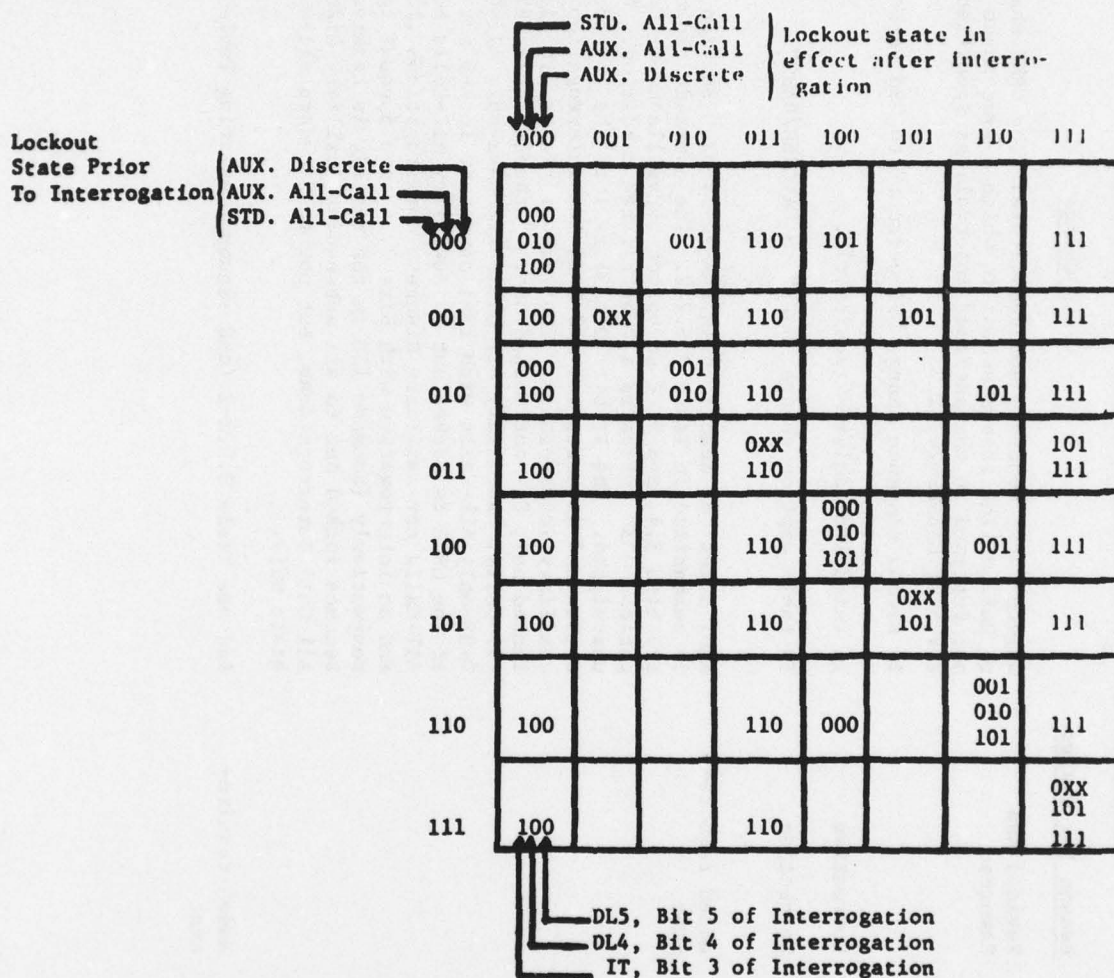 STD. All-Call
AUX. All-Call
AUX. Discrete
Lockout state in
effect after interro-
gation
Lockout
State Prior
To Interrogation
AUX. Discrete
AUX. All-Call
STD. All-Call
000 001 010 011 100 101 110 111
000
000
010
100
001 110 101 111
001 100 0XX 110 101 111
010
000
100
001
010
110 101 111
011 100
0XX
110
101
111
100 100 110
000
010
101
001 111
101 100 110
0XX
101
111
110 100 110 000
001
010
101
111
111 100 110
0XX
101
111
DL5, Bit 5 of Interrogation
DL4, Bit 4 of Interrogation
IT, Bit 3 of Interrogation